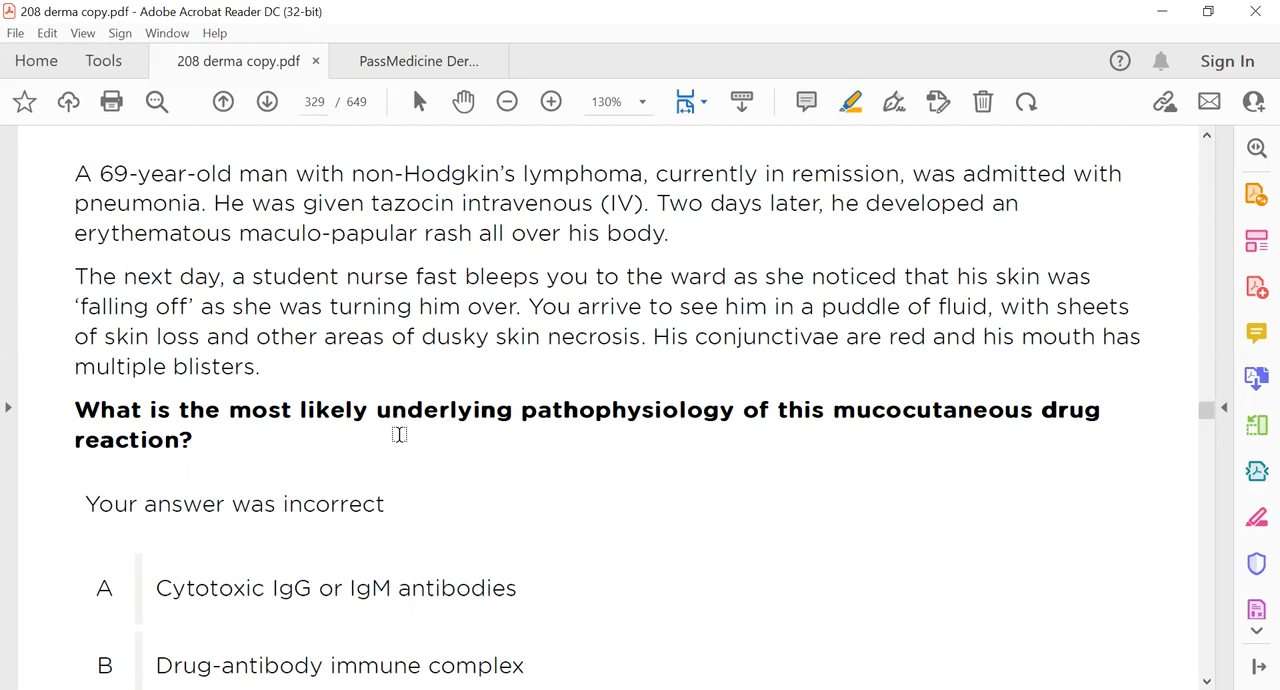 208 derma copy.pdf - Adobe Acrobat Reader DC (32-bit)
File Edit View Sign Window Help
Home Tools 208 derma copy.pdf × PassMedicine Der... Sign In
329 / 649 130%
A 69-year-old man with non-Hodgkin's lymphoma, currently in remission, was admitted with
pneumonia. He was given tazocin intravenous (IV). Two days later, he developed an
erythematous maculo-papular rash all over his body.
The next day, a student nurse fast bleeps you to the ward as she noticed that his skin was
‘falling off’ as she was turning him over. You arrive to see him in a puddle of fluid, with sheets
of skin loss and other areas of dusky skin necrosis. His conjunctivae are red and his mouth has
multiple blisters.
What is the most likely underlying pathophysiology of this mucocutaneous drug
reaction?
Your answer was incorrect
A Cytotoxic IgG or IgM antibodies
B Drug-antibody immune complex